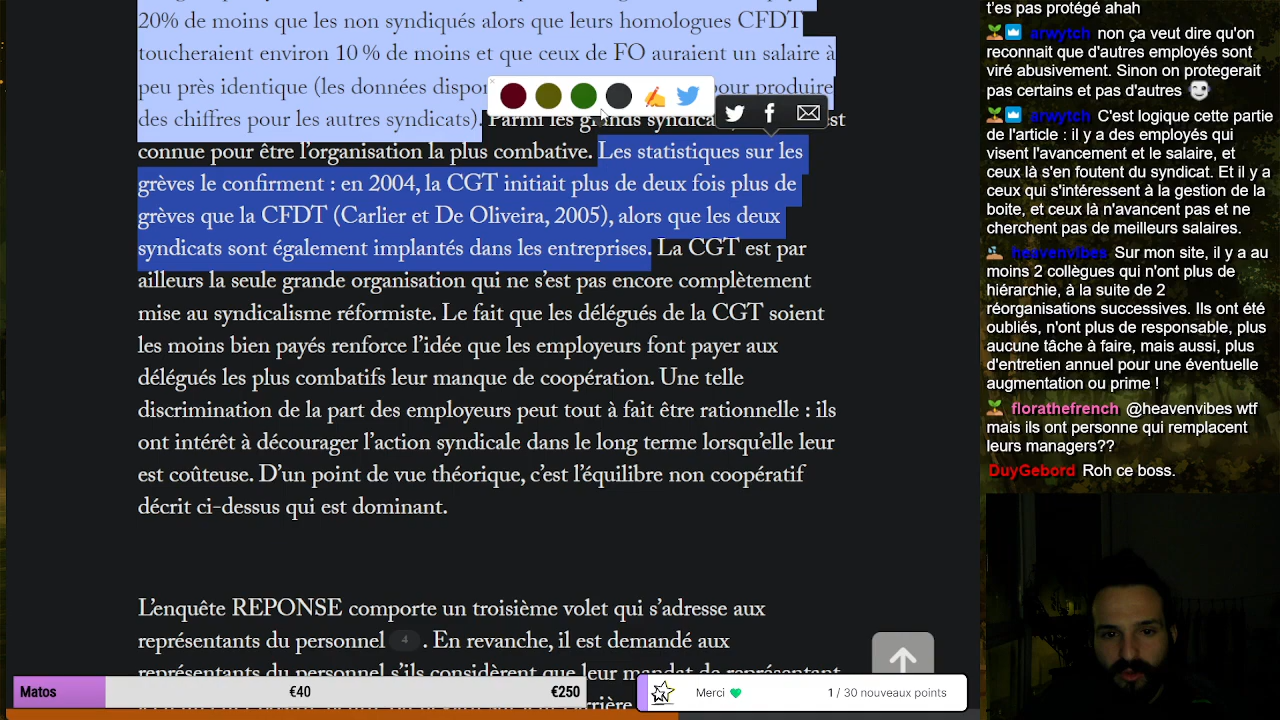 20% de moins que les non syndiqués alors que leurs homologues CFDT
toucheraient environ 10 % de moins et que ceux de FO auraient un salaire à
peu près identique (les données pour produire
des chiffres pour les autres syndicats). Parmi les grands
connue pour être l'organisation la plus combative. Les statistiques sur les
grèves le confirment : en 2004, la CGT initiait plus de deux fois plus de
grèves que la CFDT (Carlier et De Oliveira, 2005), alors que les deux
syndicats sont également implantés dans les entreprises. La CGT est par
ailleurs la seule grande organisation qui ne s'est pas encore complètement
mise au syndicalisme réformiste. Le fait que les délégués de la CGT soient
les moins bien payés renforce l'idée que les employeurs font payer aux
délégués les plus combatifs leur manque de coopération. Une telle
discrimination de la part des employeurs peut tout à fait être rationnelle : ils
ont intérêt à décourager l'action syndicale dans le long terme lorsqu'elle leur
est coûteuse. D'un point de vue théorique, c'est l'équilibre non coopératif
décrit ci-dessus qui est dominant.
L'enquête REPONSE comporte un troisième volet qui s'adresse aux
représentants du personnel 4 . En revanche, il est demandé aux
représentants du personnel s'ils considèrent que leur mandat de représentant
Matos €40 €250
Merci 1 / 30 nouveaux points
t'es pas protégé ahah
arwytch non ça veut dire qu'on
reconnait que d'autres employés sont
viré abusivement. Sinon on protegerait
pas certains et pas d'autres
arwytch C'est logique cette partie
de l'article : il y a des employés qui
visent l'avancement et le salaire, et
ceux là s'en foutent du syndicat. Et il y a
ceux qui s'intéressent à la gestion de la
boite, et ceux là n'avancent pas et ne
cherchent pas de meilleurs salaires.
heavenvibes Sur mon site, il y a au
moins 2 collègues qui n'ont plus de
hiérarchie, à la suite de 2
réorganisations successives. Ils ont été
oubliés, n'ont plus de responsable, plus
aucune tâche à faire, mais aussi, plus
d'entretien annuel pour une éventuelle
augmentation ou prime !
florathefrench @heavenvibes wtf
mais ils ont personne qui remplacent
leurs managers??
DuyGebord Roh ce boss.